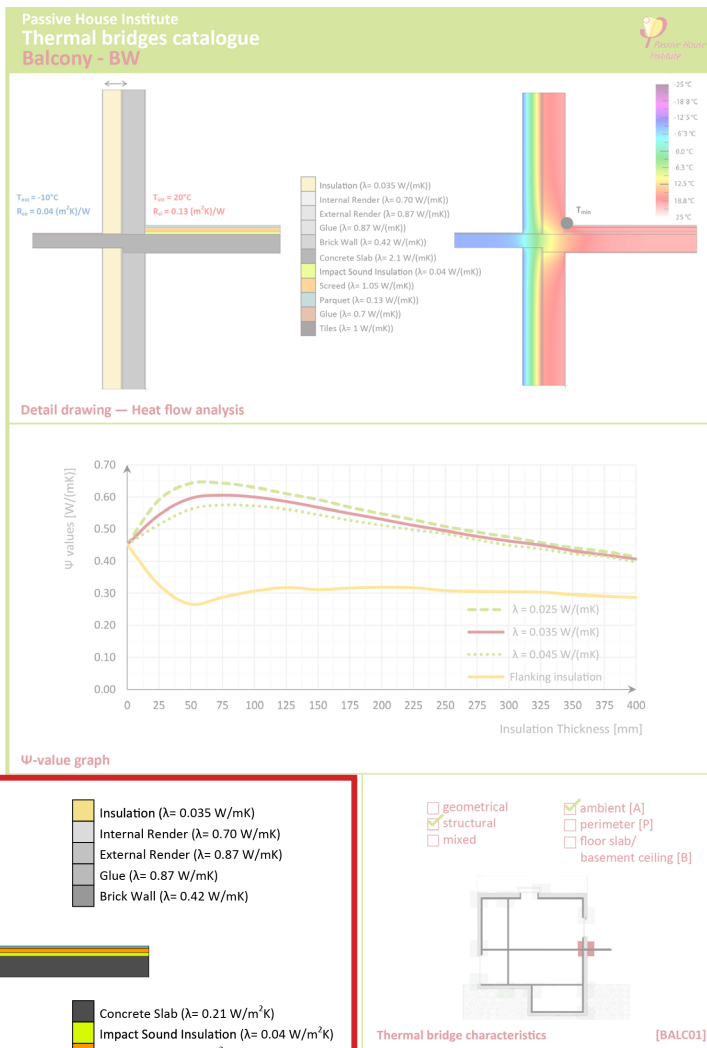 Passive House Institute
Thermal bridges catalogue
Balcony - BW
Passive House
Institute
-25 °C
-18'8 °C
-12'5 °C
-6'3 °C
0.0 °C
6.3 °C
12.5 °C
18.8 °C
25 °C
Text = -10°C
Rse = 0.04 (m²K)/W
Tint = 20°C
Rsi = 0.13 (m²K)/W
Insulation (λ= 0.035 W/(mK))
Internal Render (λ= 0.70 W/(mK))
External Render (λ= 0.87 W/(mK))
Glue (λ= 0.87 W/(mK))
Brick Wall (λ= 0.42 W/(mK))
Concrete Slab (λ= 2.1 W/(mK))
Impact Sound Insulation (λ= 0.04 W/(mK))
Screed (λ= 1.05 W/(mK))
Parquet (λ= 0.13 W/(mK))
Glue (λ= 0.7 W/(mK))
Tiles (λ= 1 W/(mK))
Tmin
Detail drawing — Heat flow analysis
Ψ values [W/(mK)]
0.70
0.60
0.50
0.40
0.30
0.20
0.10
0.00
λ = 0.025 W/(mK)
λ = 0.035 W/(mK)
λ = 0.045 W/(mK)
Flanking insulation
0 25 50 75 100 125 150 175 200 225 250 275 300 325 350 375 400
Insulation Thickness [mm]
Ψ-value graph
Insulation (λ= 0.035 W/mK)
Internal Render (λ= 0.70 W/mK)
External Render (λ= 0.87 W/mK)
Glue (λ= 0.87 W/mK)
Brick Wall (λ= 0.42 W/mK)
Concrete Slab (λ= 0.21 W/m²K)
Impact Sound Insulation (λ= 0.04 W/m²K)
geometrical
structural
mixed
ambient [A]
perimeter [P]
floor slab/
basement ceiling [B]
Thermal bridge characteristics [BALC01]